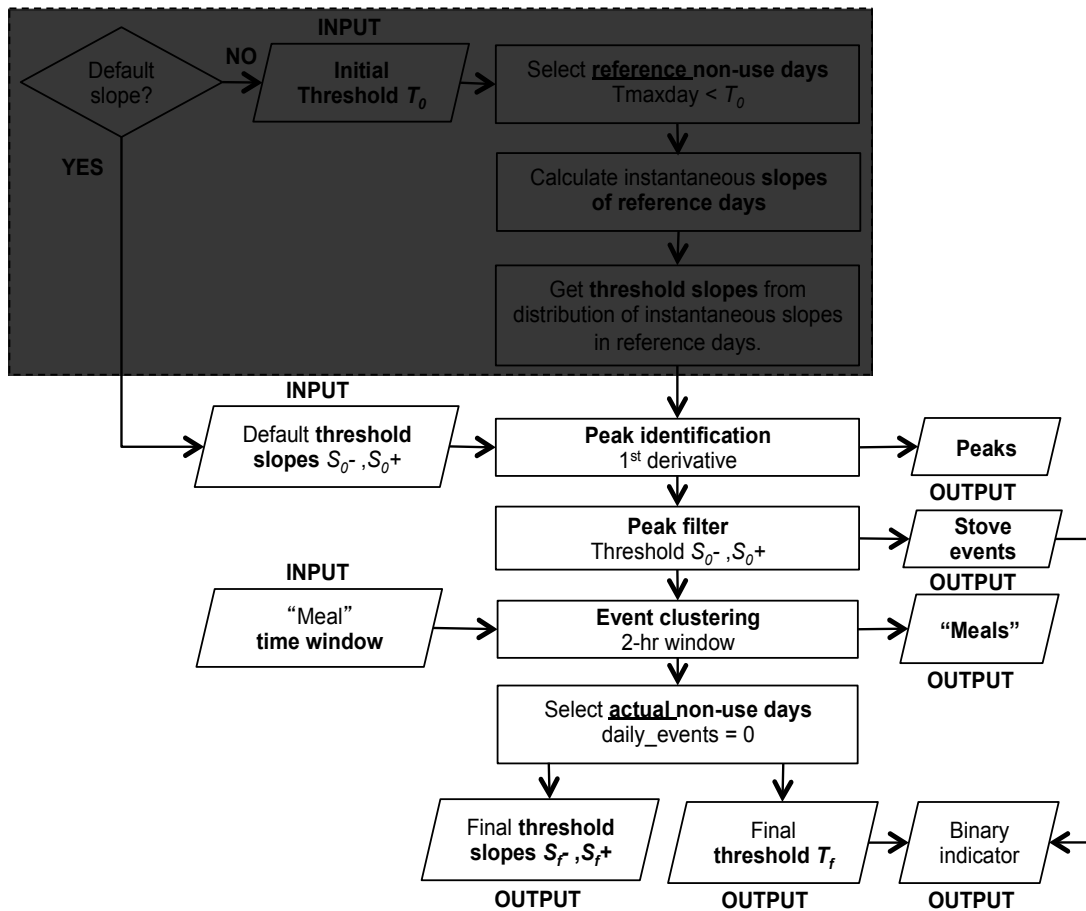 INPUT
Default
slope?
NO
Initial
Threshold T0
Select reference non-use days
Tmaxday < T0
YES
Calculate instantaneous slopes
of reference days
Get threshold slopes from
distribution of instantaneous slopes
in reference days.
INPUT
Default threshold
slopes S0- ,S0+
Peak identification
1st derivative
Peaks
OUTPUT
Peak filter
Threshold S0- ,S0+
Stove
events
OUTPUT
INPUT
“Meal”
time window
Event clustering
2-hr window
“Meals”
OUTPUT
Select actual non-use days
daily_events = 0
Final threshold
slopes Sf- ,Sf+
OUTPUT
Final
threshold Tf
OUTPUT
Binary
indicator
OUTPUT